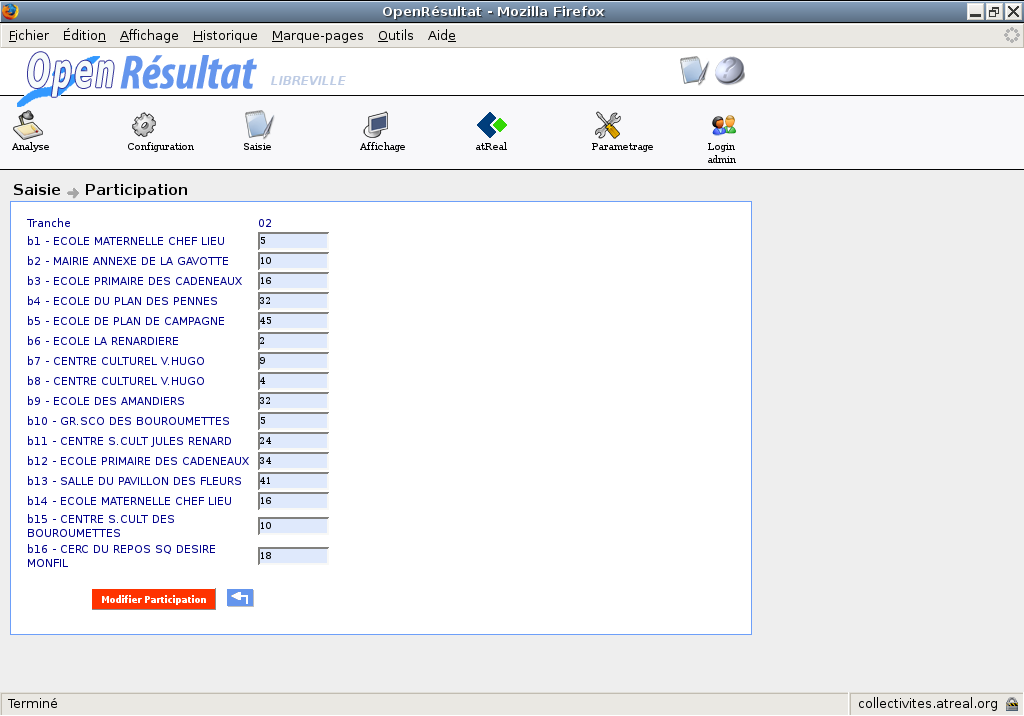 OpenRésultat - Mozilla Firefox
Fichier Édition Affichage Historique Marque-pages Outils Aide
Open Résultat LIBREVILLE
Analyse Configuration Saisie Affichage atReal Parametrage Login
admin
Saisie Participation
Tranche 02
b1 - ECOLE MATERNELLE CHEF LIEU 5
b2 - MAIRIE ANNEXE DE LA GAVOTTE 10
b3 - ECOLE PRIMAIRE DES CADENEAUX 16
b4 - ECOLE DU PLAN DES PENNES 32
b5 - ECOLE DE PLAN DE CAMPAGNE 45
b6 - ECOLE LA RENARDIERE 2
b7 - CENTRE CULTUREL V.HUGO 9
b8 - CENTRE CULTUREL V.HUGO 4
b9 - ECOLE DES AMANDIERS 32
b10 - GR.SCO DES BOUROUMETTES 5
b11 - CENTRE S.CULT JULES RENARD 24
b12 - ECOLE PRIMAIRE DES CADENEAUX 34
b13 - SALLE DU PAVILLON DES FLEURS 41
b14 - ECOLE MATERNELLE CHEF LIEU 16
b15 - CENTRE S.CULT DES
BOUROUMETTES 10
b16 - CERC DU REPOS SQ DESIRE
MONFIL 18
Modifier Participation
Terminé collectivites.atreal.org